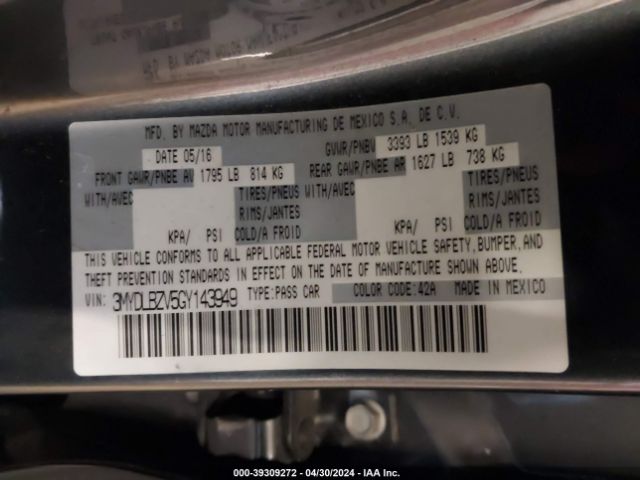 MFD. BY MAZDA MOTOR MANUFACTURING DE MEXICO S.A. DE C.V.
DATE 05/16 GVWR/PNBV 3393 LB 1539 KG
FRONT GAWR/PNBE AV 1795 LB 814 KG REAR GAWR/PNBE AR 1627 LB 738 KG
WITH/AVEC TIRES/PNEUS WITH/AVEC TIRES/PNEUS
RIMS/JANTES RIMS/JANTES
KPA/ PSI COLD/A FROID KPA/ PSI COLD/A FROID
THIS VEHICLE CONFORMS TO ALL APPLICABLE FEDERAL MOTOR VEHICLE SAFETY, BUMPER, AND
THEFT PREVENTION STANDARDS IN EFFECT ON THE DATE OF MANUFACTURE SHOWN ABOVE.
VIN: 3MYDLBZV5GY143949 TYPE:PASS CAR COLOR CODE:42A MADE IN MEXICO
000-39309272 - 04/30/2024 - IAA Inc.